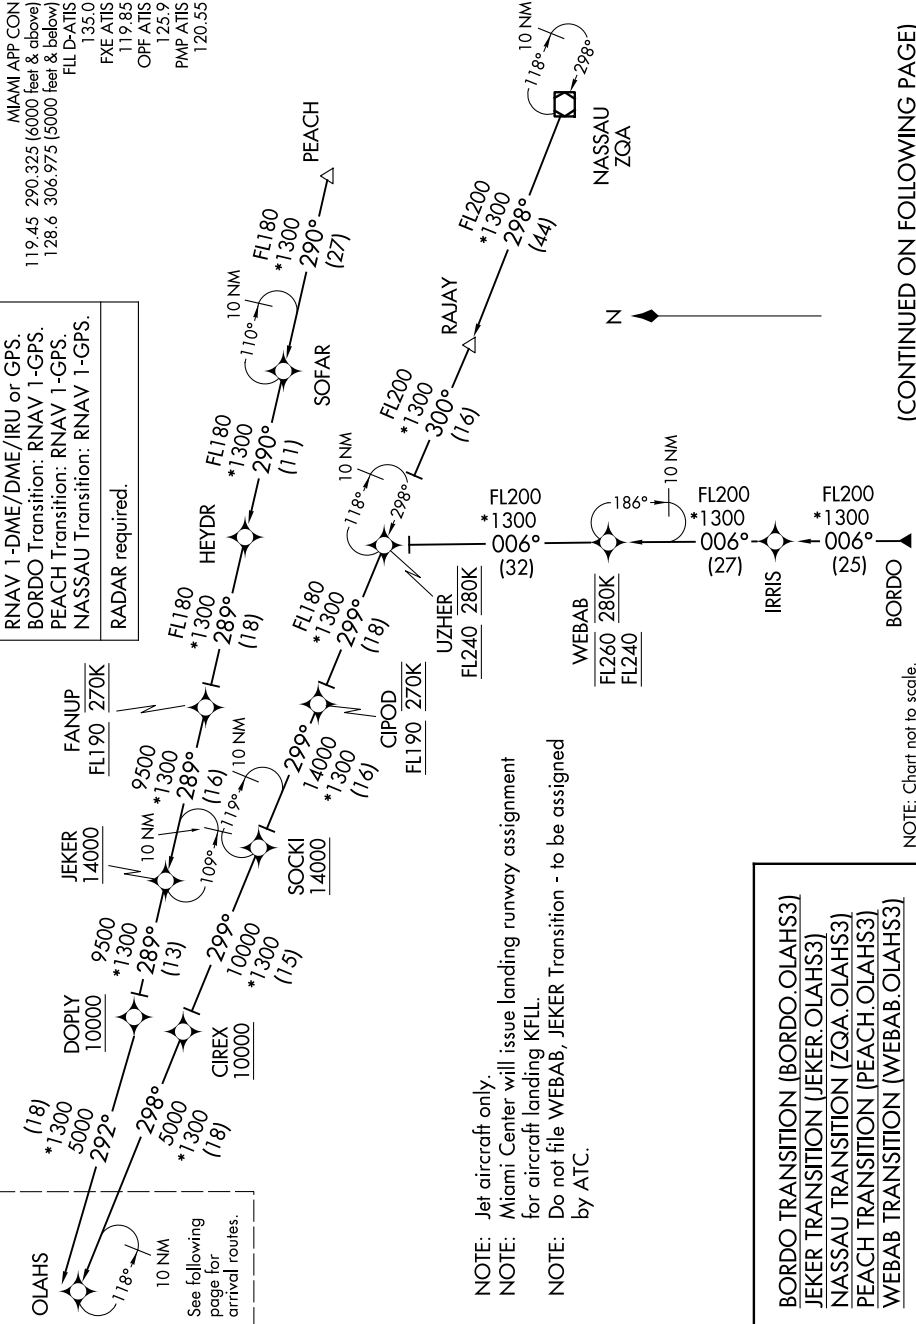 MIAMI APP CON
119.45 290.325 (6000 feet & above)
128.6 306.975 (5000 feet & below)
FLL D-ATIS
135.0
FXE ATIS
119.85
OPF ATIS
125.9
PMP ATIS
120.55
RNAV 1-DME/DME/IRU or GPS.
BORDO Transition: RNAV 1-GPS.
PEACH Transition: RNAV 1-GPS.
NASSAU Transition: RNAV 1-GPS.
RADAR required.
PEACH
FL180
*1300
290°
(27)
10 NM
110°
SOFAR
FL180
*1300
290°
(11)
HEYDR
FL180
*1300
289°
(18)
FANUP
FL190 270K
9500
*1300
289°
(16)
JEKER
14000
10 NM
109°
9500
*1300
289°
(13)
DOPLY
10000
(18)
*1300
5000
292°
OLAHS
118°
10 NM
See following
page for
arrival routes.
10 NM
118°
298°
NASSAU
ZQA
FL200
*1300
298°
(44)
RAJAY
FL200
*1300
300°
(16)
10 NM
118°
298°
UZHER
FL240 280K
FL180
*1300
299°
(18)
CIPOD
FL190 270K
299°
14000
*1300
(16)
10 NM
119°
SOCKI
14000
299°
10000
*1300
(15)
CIREX
10000
298°
5000
*1300
(18)
FL200
*1300
006°
(32)
WEBAB
FL260 280K
FL240
186°
10 NM
FL200
*1300
006°
(27)
IRRIS
FL200
*1300
006°
(25)
BORDO
N
NOTE: Jet aircraft only.
NOTE: Miami Center will issue landing runway assignment
for aircraft landing KFLL.
NOTE: Do not file WEBAB, JEKER Transition - to be assigned
by ATC.
BORDO TRANSITION (BORDO.OLAHS3)
JEKER TRANSITION (JEKER.OLAHS3)
NASSAU TRANSITION (ZQA.OLAHS3)
PEACH TRANSITION (PEACH.OLAHS3)
WEBAB TRANSITION (WEBAB.OLAHS3)
NOTE: Chart not to scale.
(CONTINUED ON FOLLOWING PAGE)